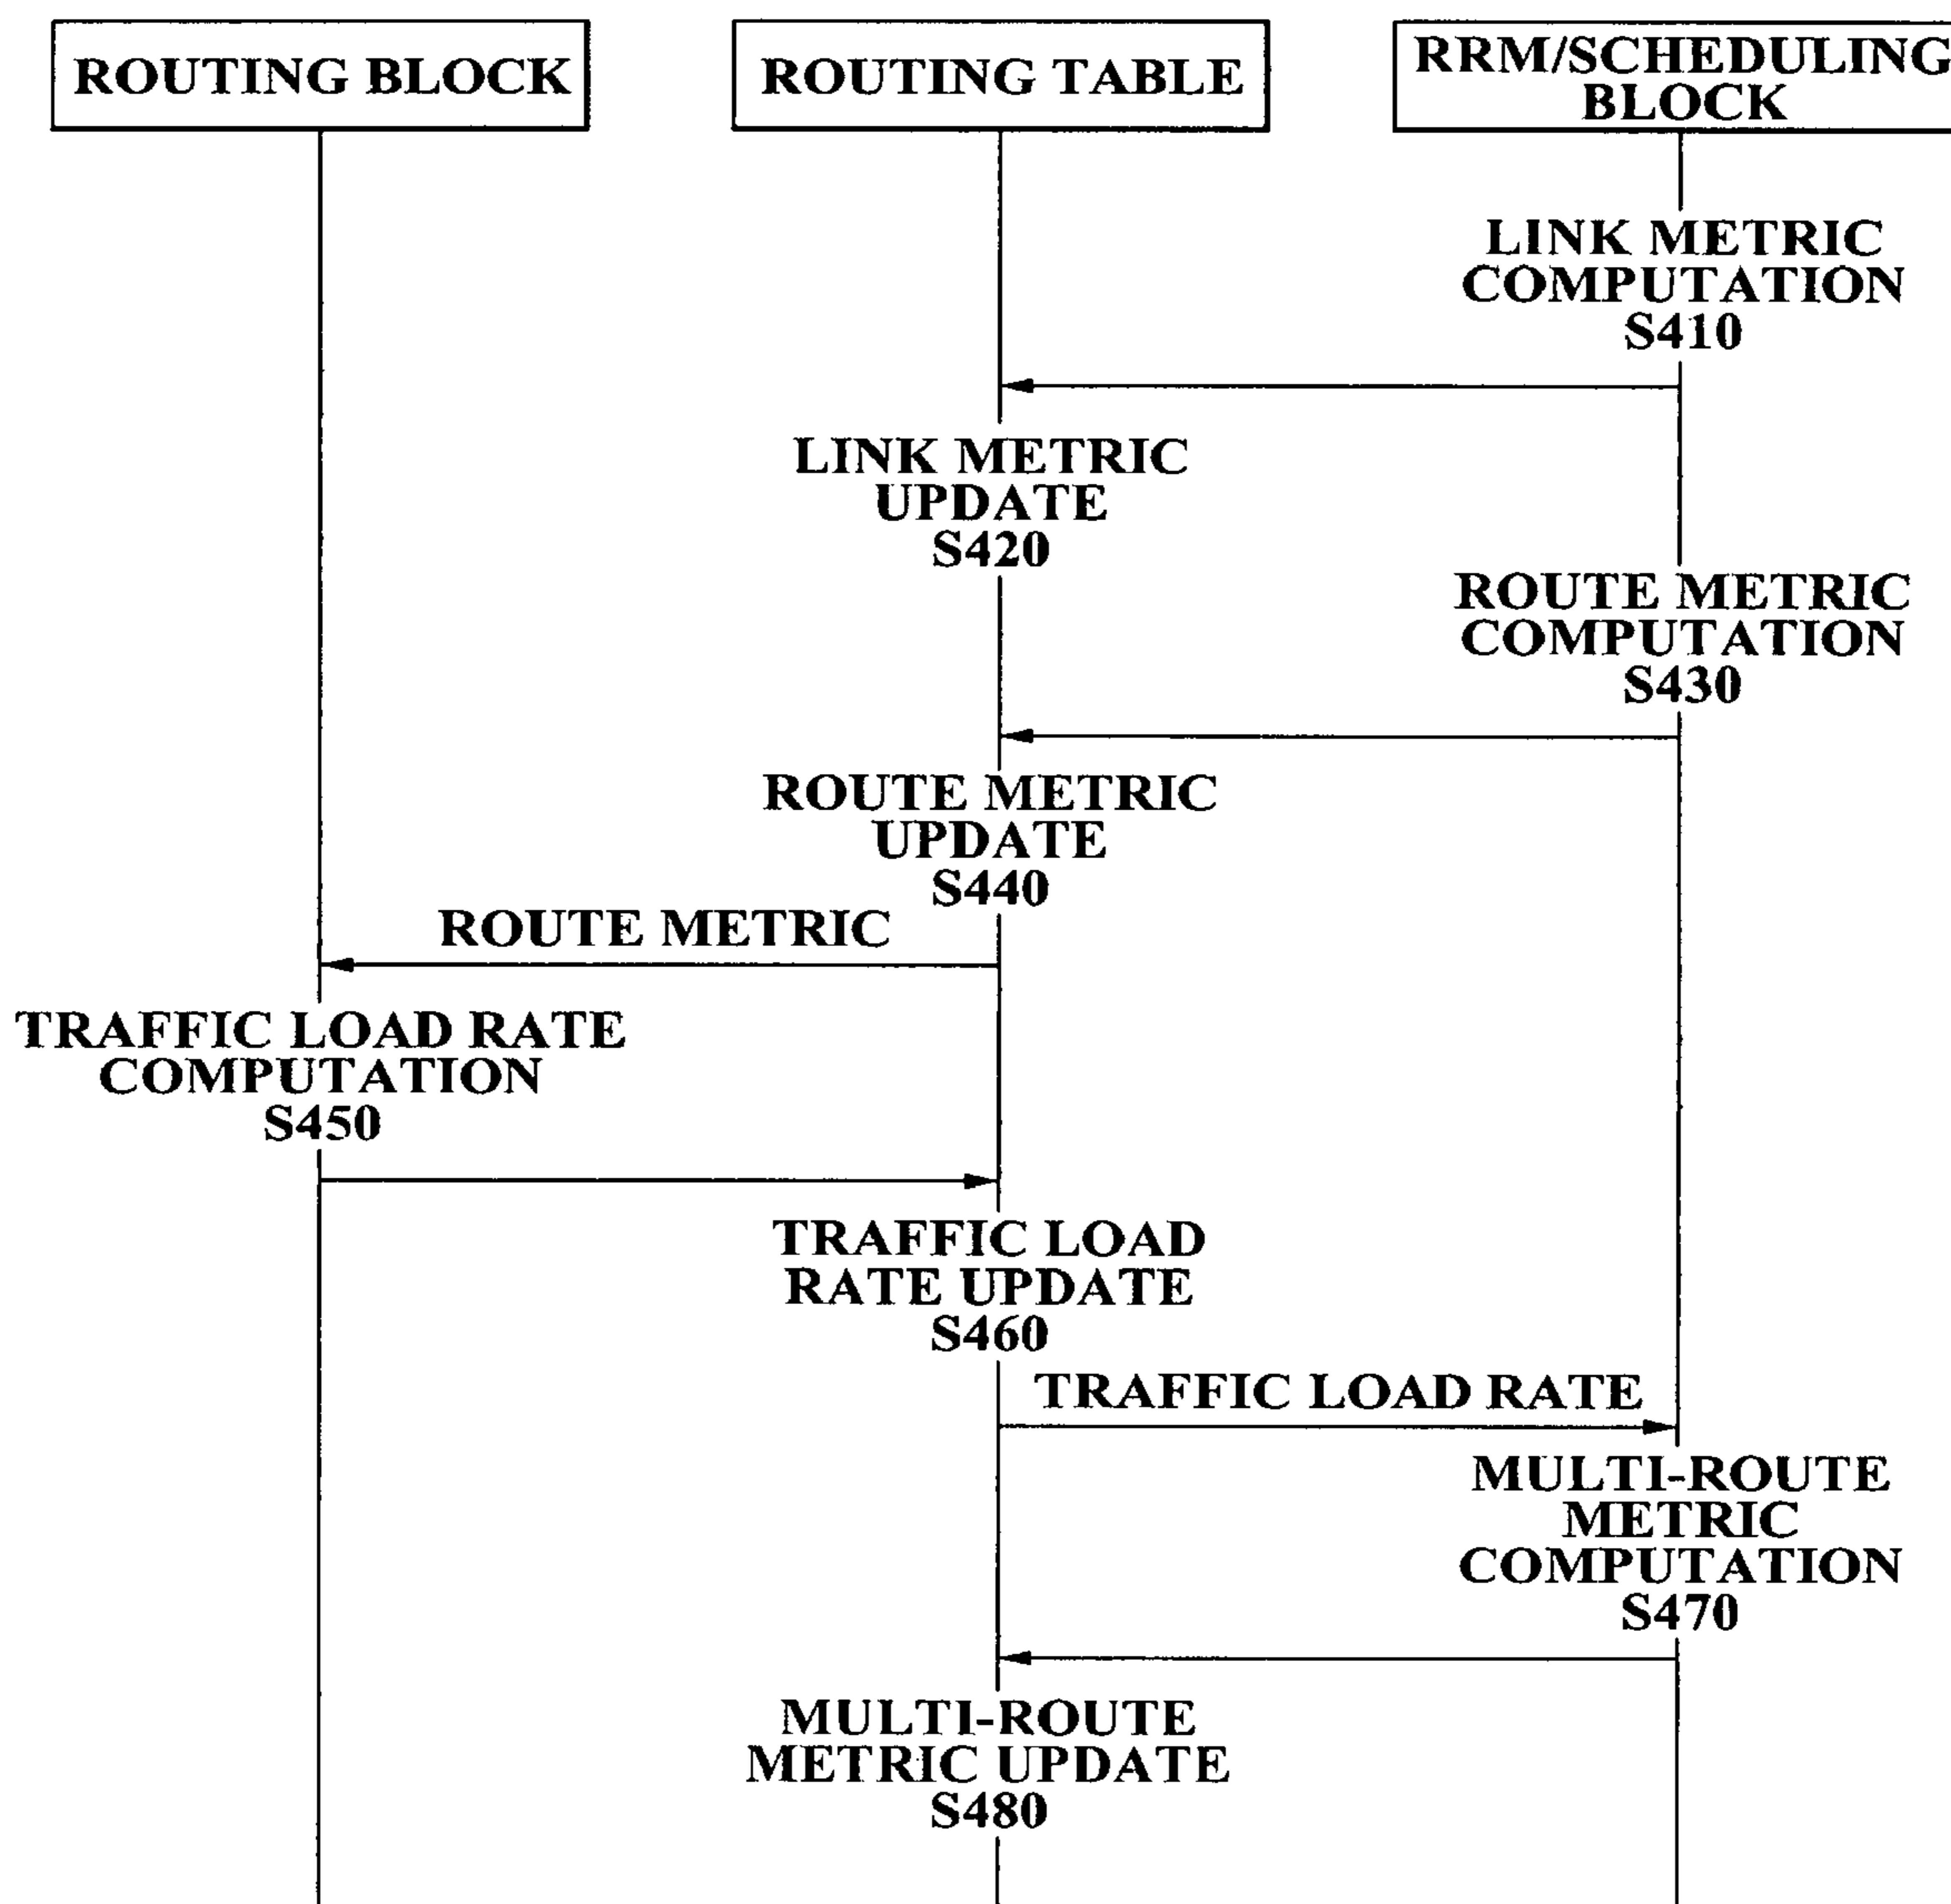 ROUTING BLOCK
ROUTING TABLE
RRM/SCHEDULING
BLOCK
LINK METRIC
COMPUTATION
S410
LINK METRIC
UPDATE
S420
ROUTE METRIC
COMPUTATION
S430
ROUTE METRIC
UPDATE
S440
ROUTE METRIC
TRAFFIC LOAD RATE
COMPUTATION
S450
TRAFFIC LOAD
RATE UPDATE
S460
TRAFFIC LOAD RATE
MULTI-ROUTE
METRIC
COMPUTATION
S470
MULTI-ROUTE
METRIC UPDATE
S480